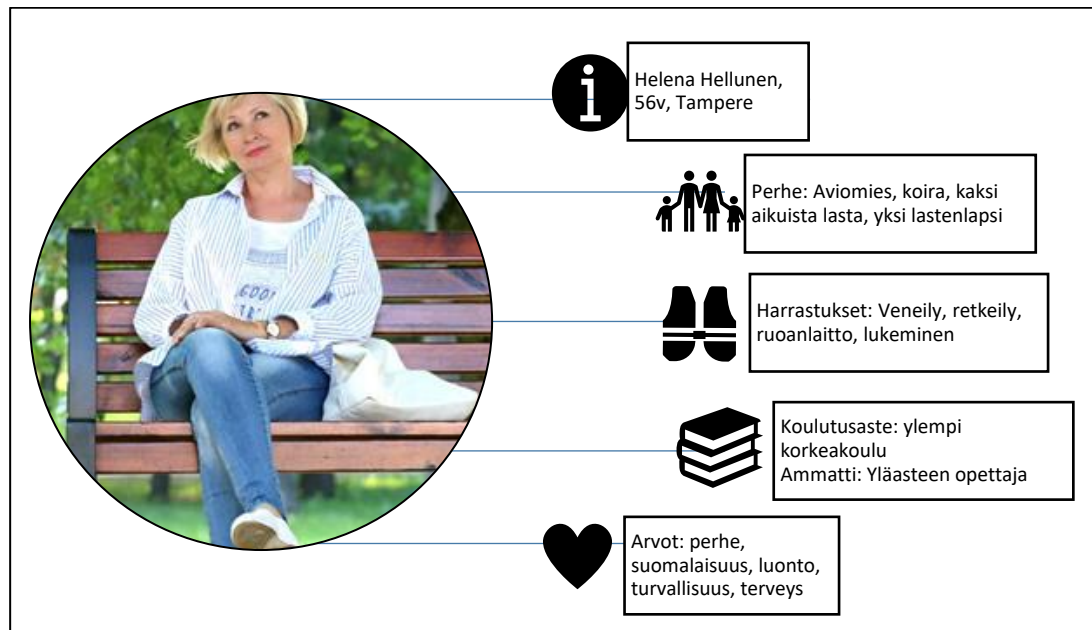 Helena Hellunen,
56v, Tampere
Perhe: Aviomies, koira, kaksi
aikuista lasta, yksi lastenlapsi
Harrastukset: Veneily, retkeily,
ruoanlaitto, lukeminen
Koulutusaste: ylempi
korkeakoulu
Ammatti: Yläasteen opettaja
Arvot: perhe,
suomalaisuus, luonto,
turvallisuus, terveys